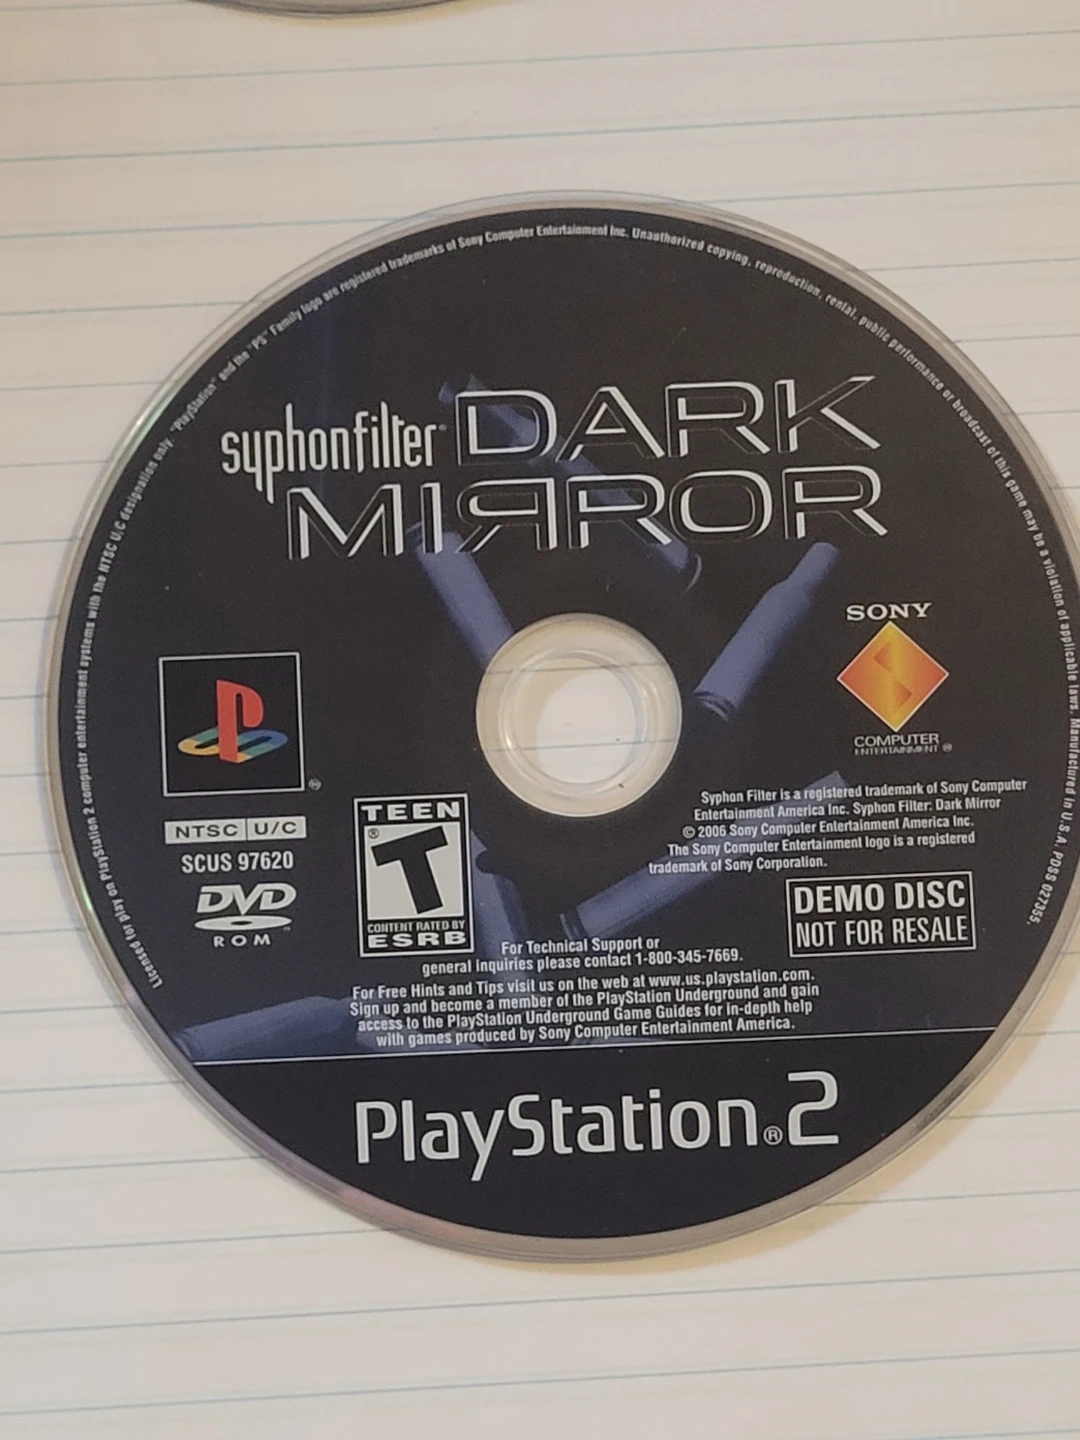 Licensed for play on PlayStation 2 computer entertainment systems with the NTSC U/C designation only. "PlayStation" and the "PS" Family logo are registered trademarks of Sony Computer Entertainment Inc. Unauthorized copying, reproduction, rental, public performance or broadcast of this game may be a violation of applicable laws. Manufactured in U.S.A. PDSS 027355.
syphonfilter® DARK
MIRROR
SONY
COMPUTER
ENTERTAINMENT ®
NTSC U/C
SCUS 97620
DVD™
ROM
TEEN
® T
CONTENT RATED BY
ESRB
Syphon Filter is a registered trademark of Sony Computer
Entertainment America Inc. Syphon Filter: Dark Mirror
© 2006 Sony Computer Entertainment America Inc.
The Sony Computer Entertainment logo is a registered
trademark of Sony Corporation.
DEMO DISC
NOT FOR RESALE
For Technical Support or
general inquiries please contact 1-800-345-7669.
For Free Hints and Tips visit us on the web at www.us.playstation.com.
Sign up and become a member of the PlayStation Underground and gain
access to the PlayStation Underground Game Guides for in-depth help
with games produced by Sony Computer Entertainment America.
PlayStation®2